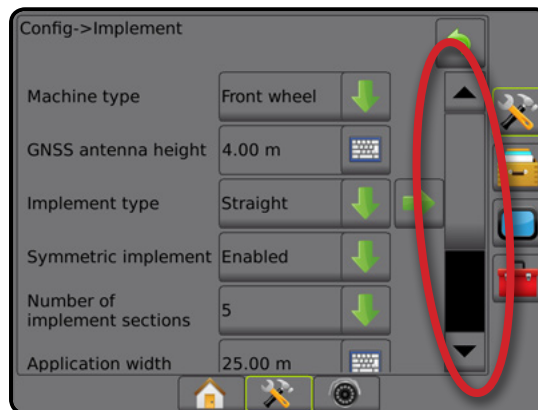 Config->Implement
Machine type Front wheel
GNSS antenna height 4.00 m
Implement type Straight
Symmetric implement Enabled
Number of
implement sections 5
Application width 25.00 m